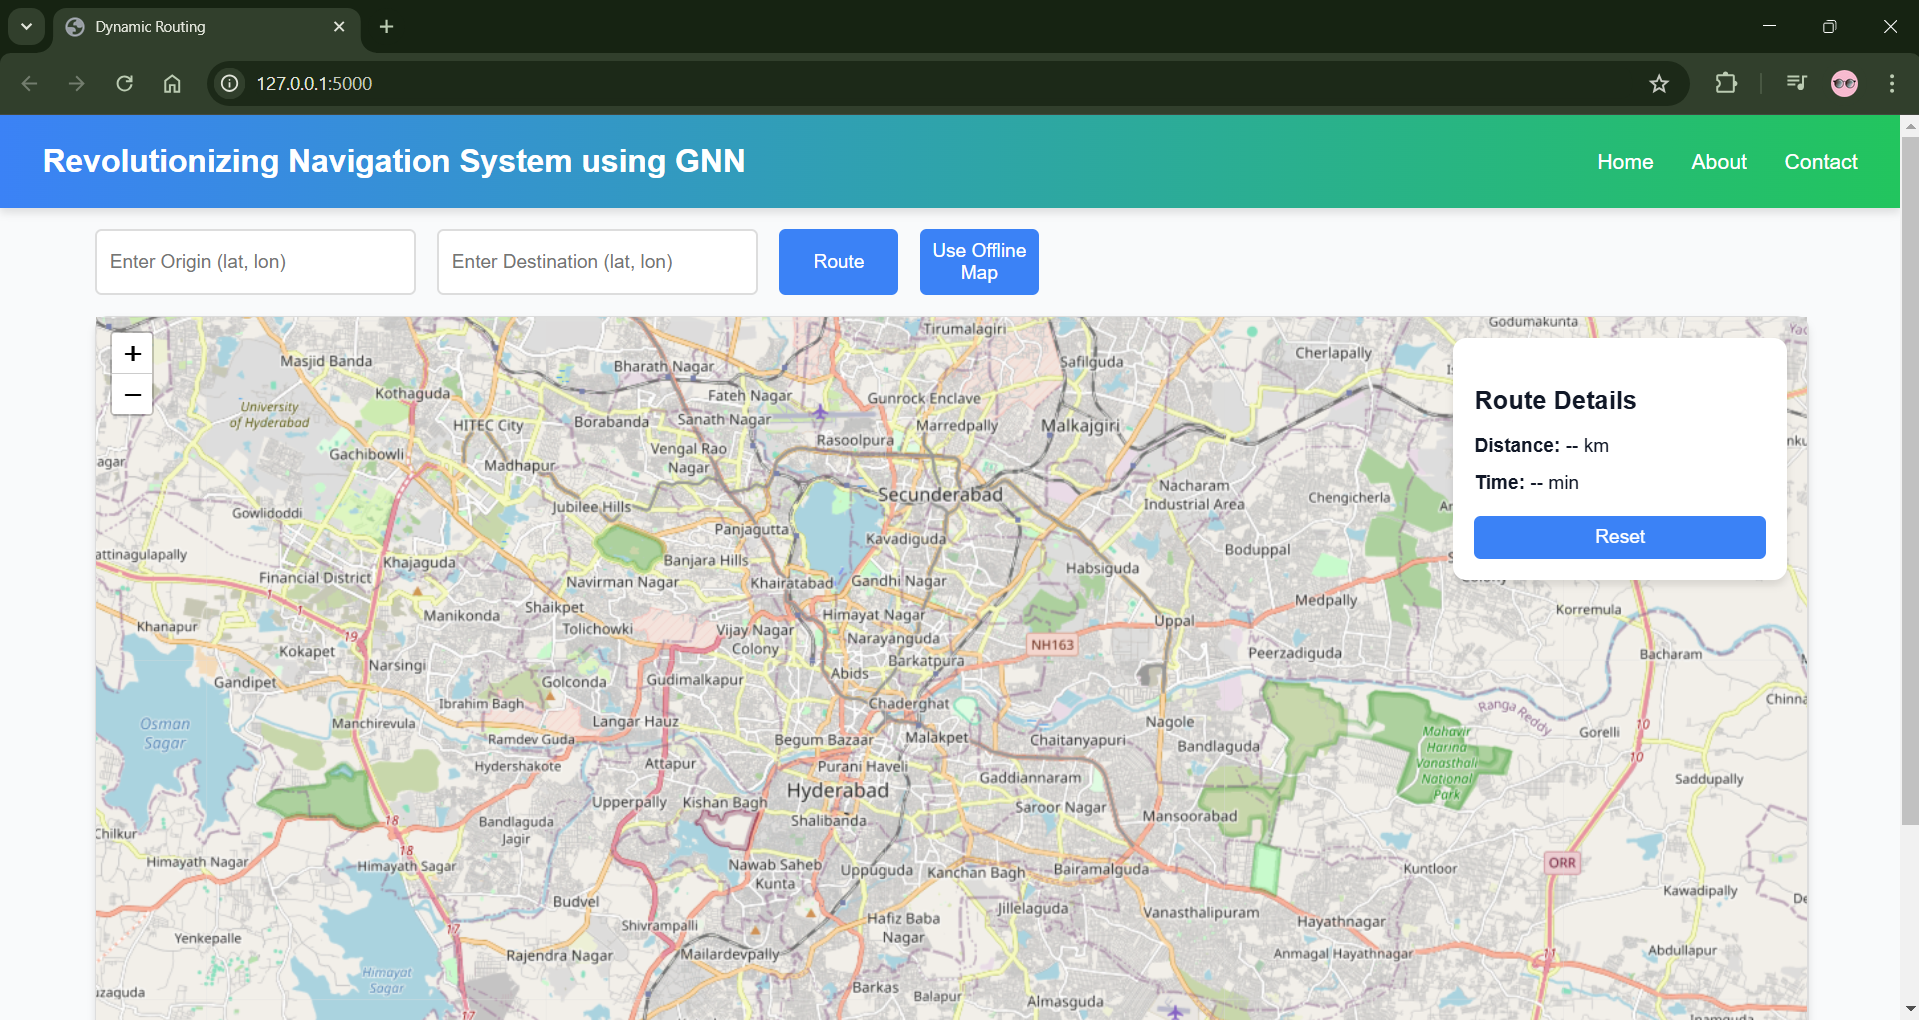 Dynamic Routing
127.0.0.1:5000
Revolutionizing Navigation System using GNN
Home
About
Contact
Enter Origin (lat, lon)
Enter Destination (lat, lon)
Route
Use Offline
Map
+
−
Route Details
Distance: -- km
Time: -- min
Reset
Tirumalagiri
Godumakunta
Masjid Banda
Bharath Nagar
Safilguda
Cherlapally
Kothaguda
Fateh Nagar
Gunrock Enclave
University
of Hyderabad
HITEC City
Borabanda
Sanath Nagar
Marredpally
Malkajgiri
Rasoolpura
Gachibowli
Madhapur
Vengal Rao
Nagar
agar
Secunderabad
Nacharam
Industrial Area
Chengicherla
Gowlidoddi
Jubilee Hills
Panjagutta
Kavadiguda
Boduppal
attinagulapally
Khajaguda
Banjara Hills
Habsiguda
Financial District
Navirman Nagar
Khairatabad
Gandhi Nagar
Manikonda
Shaikpet
Himayat Nagar
Medpally
Korremula
Khanapur
19
Tolichowki
Vijay Nagar
Colony
Narayanguda
Uppal
NH163
Kokapet
Narsingi
Barkatpura
Peerzadiguda
Bacharam
Gandipet
Golconda
Gudimalkapur
Abids
Ibrahim Bagh
Chaderghat
Chinna
Ranga Reddy
Osman
Sagar
Manchirevula
Langar Hauz
Nagole
10
Gorelli
Ramdev Guda
Begum Bazaar
Malakpet
Chaitanyapuri
Bandlaguda
Mahavir
Harina
Vanasthali
National
Park
10
Hydershakote
Attapur
Purani Haveli
Gaddiannaram
Saddupally
Hyderabad
Upperpally
Kishan Bagh
Saroor Nagar
Mansoorabad
Shalibanda
18
Bandlaguda
Jagir
Chilkur
18
Himayath Nagar
Himayath Sagar
Nawab Saheb
Kunta
Uppuguda
Kanchan Bagh
Bairamalguda
Kuntloor
ORR
Kawadipally
Budvel
Jillelaguda
Vanasthalipuram
Hayathnagar
Shivrampalli
Hafiz Baba
Nagar
17
Yenkepalle
Rajendra Nagar
Mailardevpally
Anmagal Hayathnagar
11
Abdullapur
Himayat
Sagar
Barkas
Balapur
Almasguda
uzaguda
17